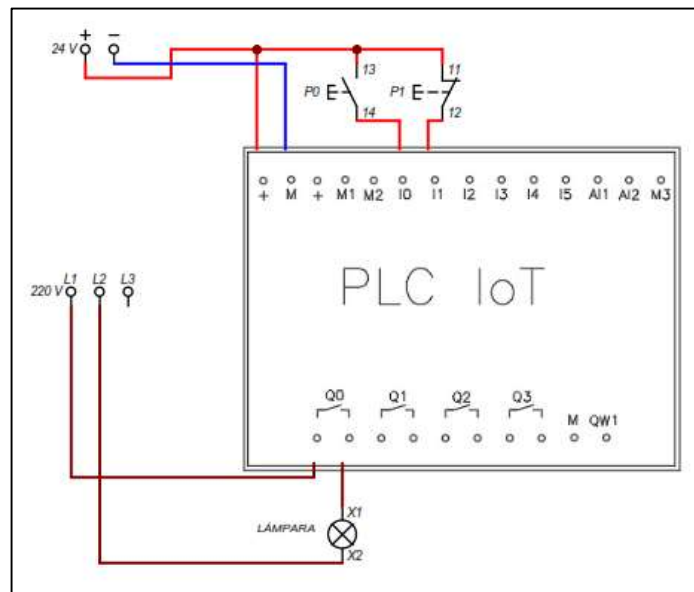 + −
24 V
13 11
P0 P1
14 12
+ M + M1 M2 I0 I1 I2 I3 I4 I5 AI1 AI2 M3
PLC IoT
L1 L2 L3
220 V
Q0 Q1 Q2 Q3
M QW1
X1
LÁMPARA
X2